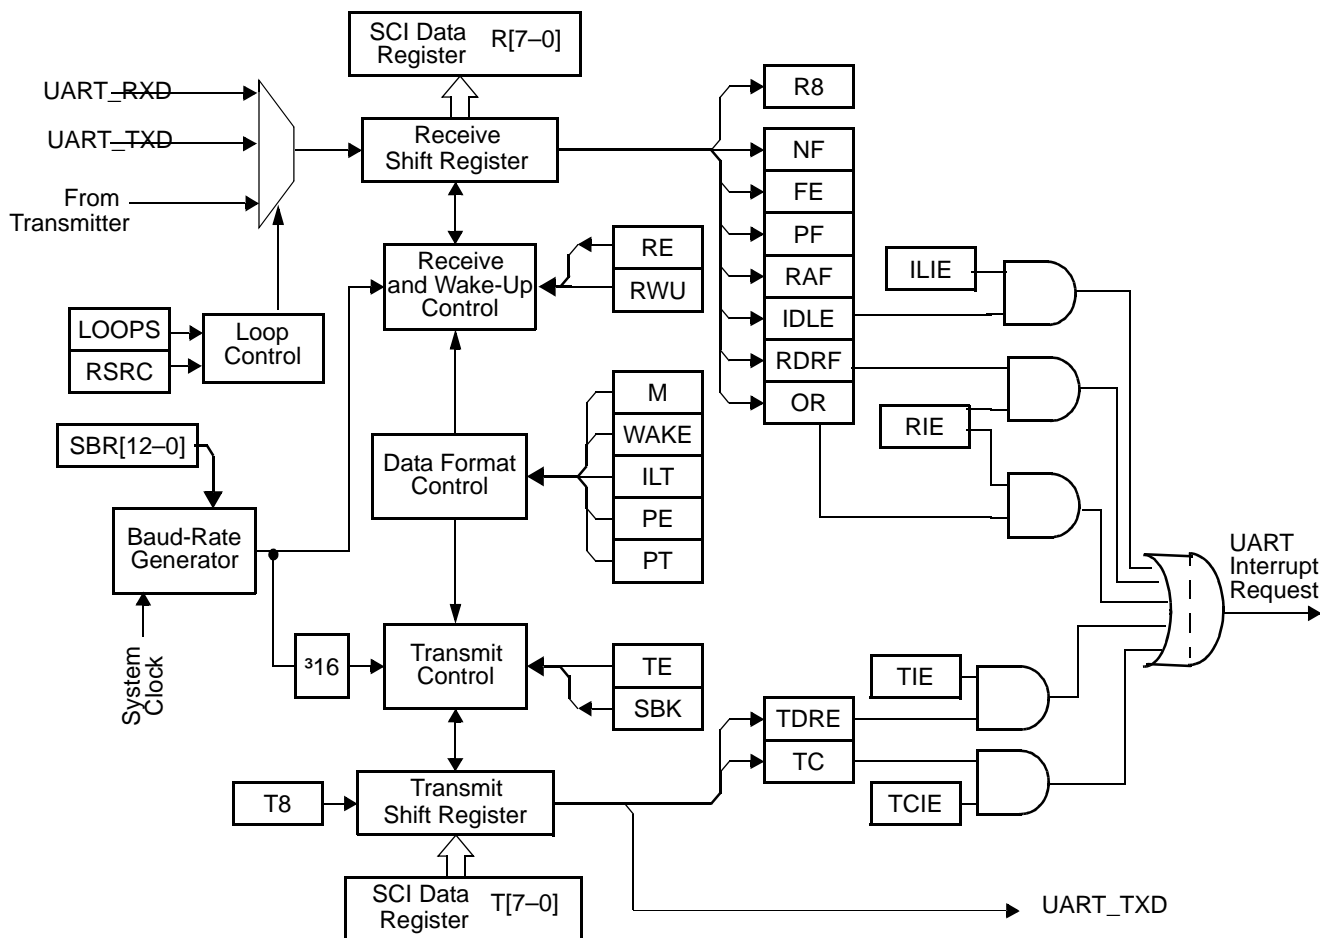 SCI Data R[7–0]
Register
UART_RXD
R8
UART_TXD
Receive
Shift Register
NF
FE
From
Transmitter
PF
RE
Receive
and Wake-Up
Control
RAF
ILIE
RWU
IDLE
LOOPS
Loop
Control
RSRC
RDRF
M
OR
RIE
SBR[12–0]
WAKE
Data Format
Control
ILT
PE
Baud-Rate
Generator
PT
UART
Interrupt
Request
System
Clock
³16
Transmit
Control
TE
TIE
SBK
TDRE
TC
T8
Transmit
Shift Register
TCIE
SCI Data T[7–0]
Register
UART_TXD